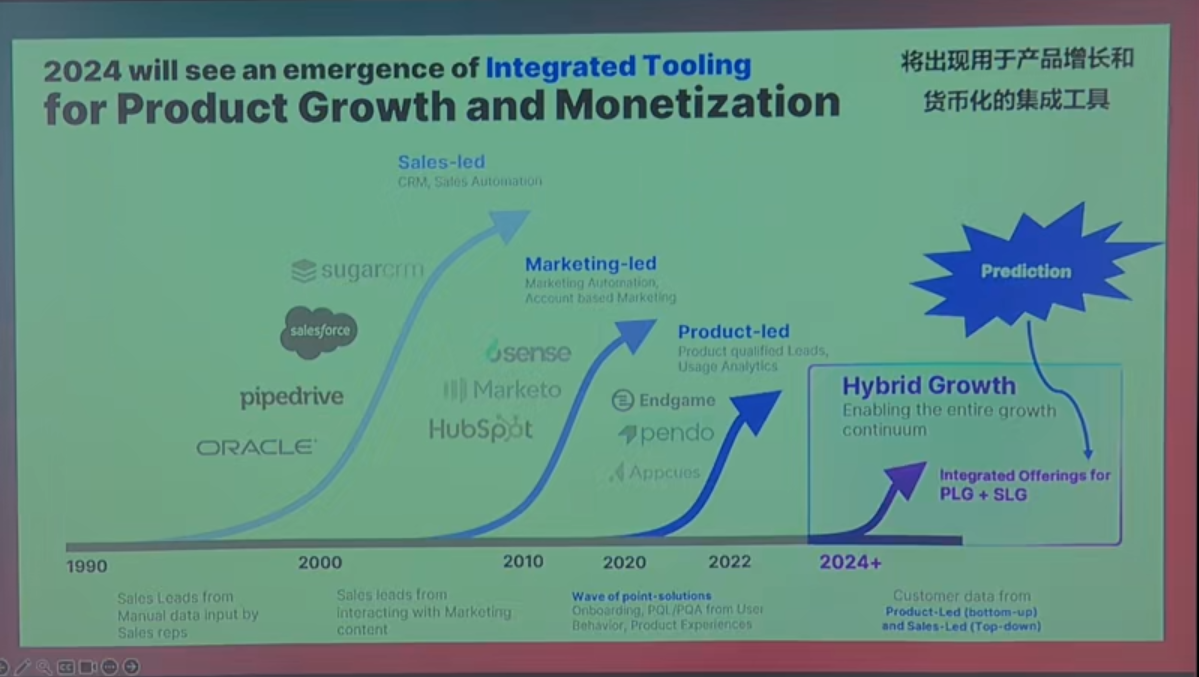 2024 will see an emergence of Integrated Tooling
for Product Growth and Monetization
将出现用于产品增长和
货币化的集成工具
Sales-led
CRM, Sales Automation
sugarcrm
salesforce
pipedrive
ORACLE
Marketing-led
Marketing Automation,
Account based Marketing
6sense
Marketo
HubSpot
Product-led
Product qualified Leads,
Usage Analytics
Endgame
pendo
Appcues
Prediction
Hybrid Growth
Enabling the entire growth
continuum
Integrated Offerings for
PLG + SLG
1990
2000
2010
2020
2022
2024+
Sales Leads from
Manual data input by
Sales reps
Sales leads from
Interacting with Marketing
content
Wave of point-solutions
Onboarding, PQL/PQA from User
Behavior, Product Experiences
Customer data from
Product-Led (bottom-up)
and Sales-Led (Top-down)
CC